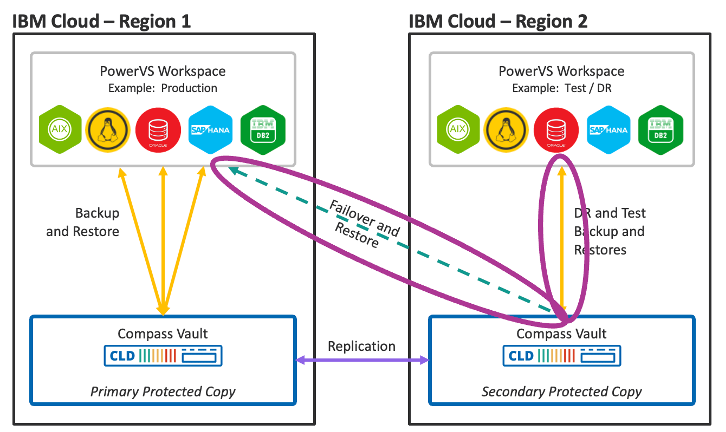 IBM Cloud – Region 1
PowerVS Workspace
Example: Production
AIX
ORACLE
SAP HANA
IBM
DB2
Backup
and Restore
Compass Vault
CLD
Primary Protected Copy
Failover and
Restore
Replication
IBM Cloud – Region 2
PowerVS Workspace
Example: Test / DR
AIX
ORACLE
SAP HANA
IBM
DB2
DR and Test
Backup and
Restores
Compass Vault
CLD
Secondary Protected Copy